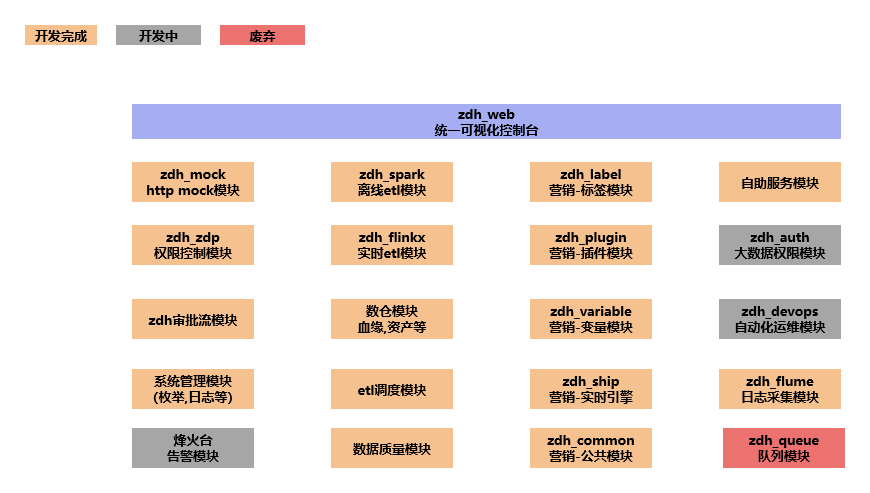 开发完成
开发中
废弃
zdh_web
统一可视化控制台
zdh_mock
http mock模块
zdh_spark
离线etl模块
zdh_label
营销-标签模块
自助服务模块
zdh_zdp
权限控制模块
zdh_flinkx
实时etl模块
zdh_plugin
营销-插件模块
zdh_auth
大数据权限模块
zdh审批流模块
数仓模块
血缘,资产等
zdh_variable
营销-变量模块
zdh_devops
自动化运维模块
系统管理模块
(枚举,日志等)
etl调度模块
zdh_ship
营销-实时引擎
zdh_flume
日志采集模块
烽火台
告警模块
数据质量模块
zdh_common
营销-公共模块
zdh_queue
队列模块